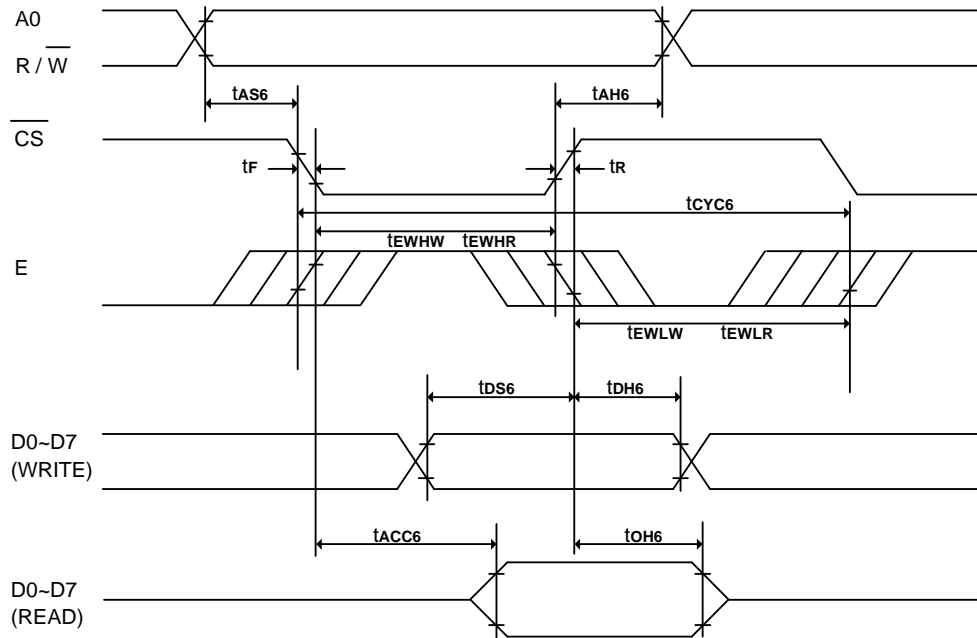 A0
R / W
tAS6
tAH6
CS
tF
tR
tCYC6
tEWHW tEWHR
E
tEWLW tEWLR
tDS6
tDH6
D0~D7
(WRITE)
tACC6
tOH6
D0~D7
(READ)